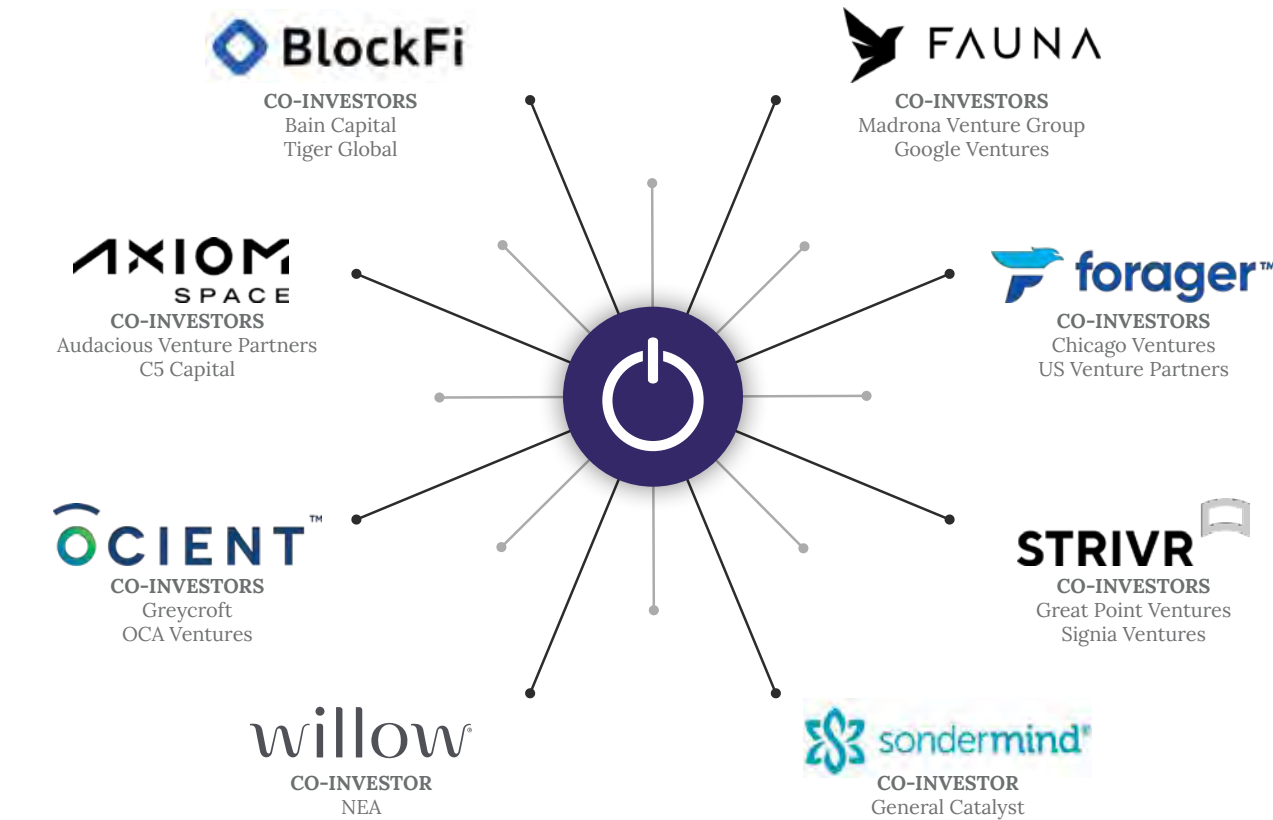 BlockFi
CO-INVESTORS
Bain Capital
Tiger Global
FAUNA
CO-INVESTORS
Madrona Venture Group
Google Ventures
AXIOM
SPACE
CO-INVESTORS
Audacious Venture Partners
C5 Capital
forager™
CO-INVESTORS
Chicago Ventures
US Venture Partners
OCIENT™
CO-INVESTORS
Greycroft
OCA Ventures
STRIVR
CO-INVESTORS
Great Point Ventures
Signia Ventures
willow®
CO-INVESTOR
NEA
sondermind®
CO-INVESTOR
General Catalyst